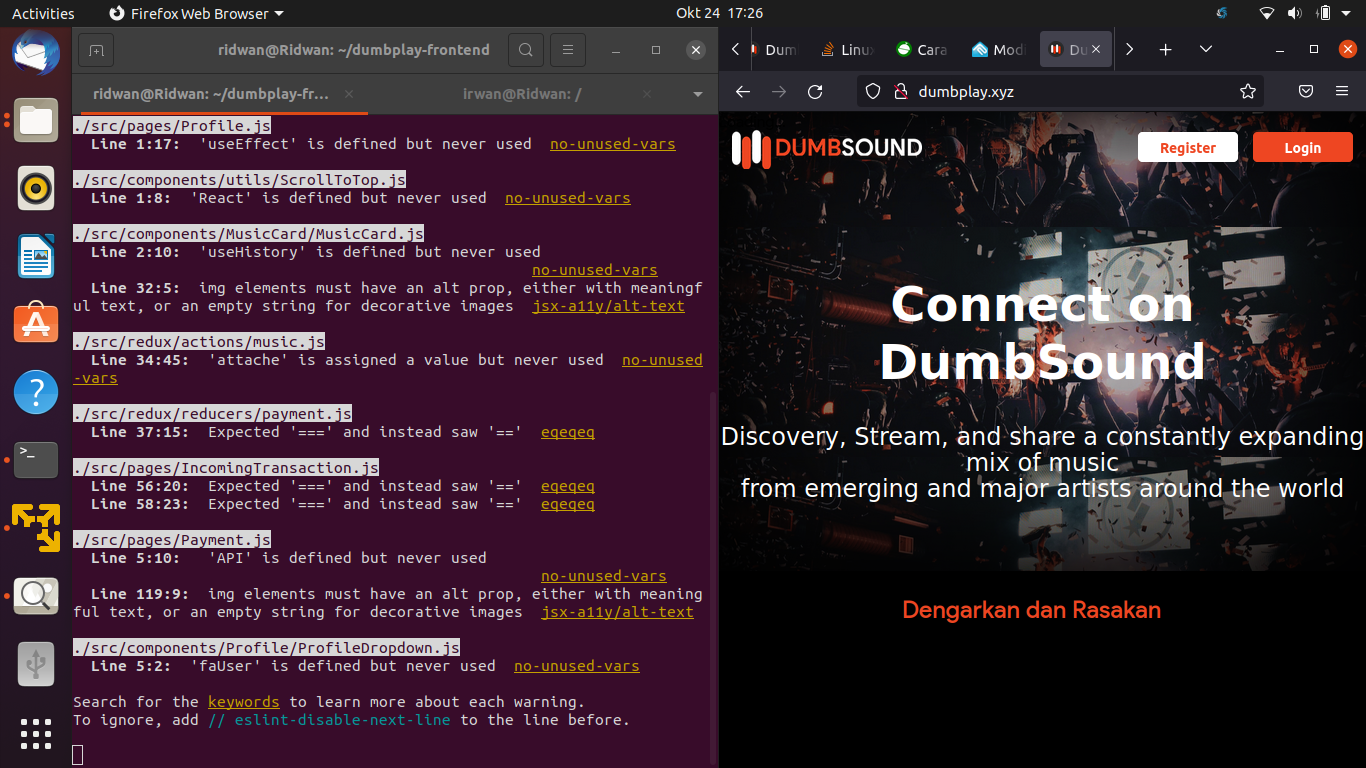 Activities
Firefox Web Browser
Okt 24 17:26
ridwan@Ridwan: ~/dumbplay-frontend
ridwan@Ridwan: ~/dumbplay-fr...
irwan@Ridwan: /
./src/pages/Profile.js
Line 1:17: 'useEffect' is defined but never used no-unused-vars
./src/components/utils/ScrollToTop.js
Line 1:8: 'React' is defined but never used no-unused-vars
./src/components/MusicCard/MusicCard.js
Line 2:10: 'useHistory' is defined but never used
no-unused-vars
Line 32:5: img elements must have an alt prop, either with meaningf
ul text, or an empty string for decorative images jsx-a11y/alt-text
./src/redux/actions/music.js
Line 34:45: 'attache' is assigned a value but never used no-unused
-vars
./src/redux/reducers/payment.js
Line 37:15: Expected '===' and instead saw '==' eqeqeq
./src/pages/IncomingTransaction.js
Line 56:20: Expected '===' and instead saw '==' eqeqeq
Line 58:23: Expected '===' and instead saw '==' eqeqeq
./src/pages/Payment.js
Line 5:10: 'API' is defined but never used
no-unused-vars
Line 119:9: img elements must have an alt prop, either with meaning
ful text, or an empty string for decorative images jsx-a11y/alt-text
./src/components/Profile/ProfileDropdown.js
Line 5:2: 'faUser' is defined but never used no-unused-vars
Search for the keywords to learn more about each warning.
To ignore, add // eslint-disable-next-line to the line before.
Dum
Linux
Cara
Modi
Du
dumbplay.xyz
DUMBSOUND
Register
Login
Connect on
DumbSound
Discovery, Stream, and share a constantly expanding
mix of music
from emerging and major artists around the world
Dengarkan dan Rasakan